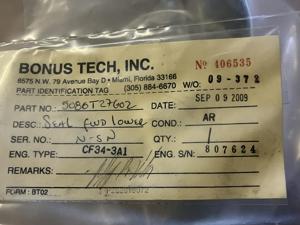 BONUS TECH, INC. No 406535
8575 N.W. 79 Avenue Bay D • Miami, Florida 33166
PART IDENTIFICATION TAG (305) 884-6670 W/O: 09-372
PART NO.: 5080T27G02 DATE: SEP 09 2009
DESC: Seal fwd lower COND: AR
SER. NO.: N-SN QTY.: 1
ENG. TYPE: CF34-3A1 ENG. S/N: 807624
REMARKS:
FORM: BT02